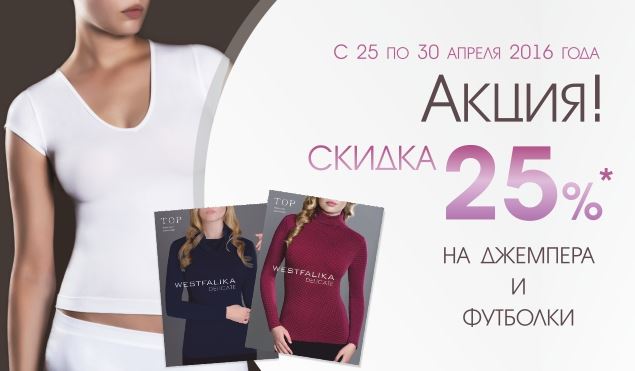 С 25 ПО 30 АПРЕЛЯ 2016 ГОДА
АКЦИЯ!
СКИДКА 25%*
НА ДЖЕМПЕРА
И
ФУТБОЛКИ
TOP
WESTFALIKA
DELICATE
TOP
WESTFALIKA
DELICATE